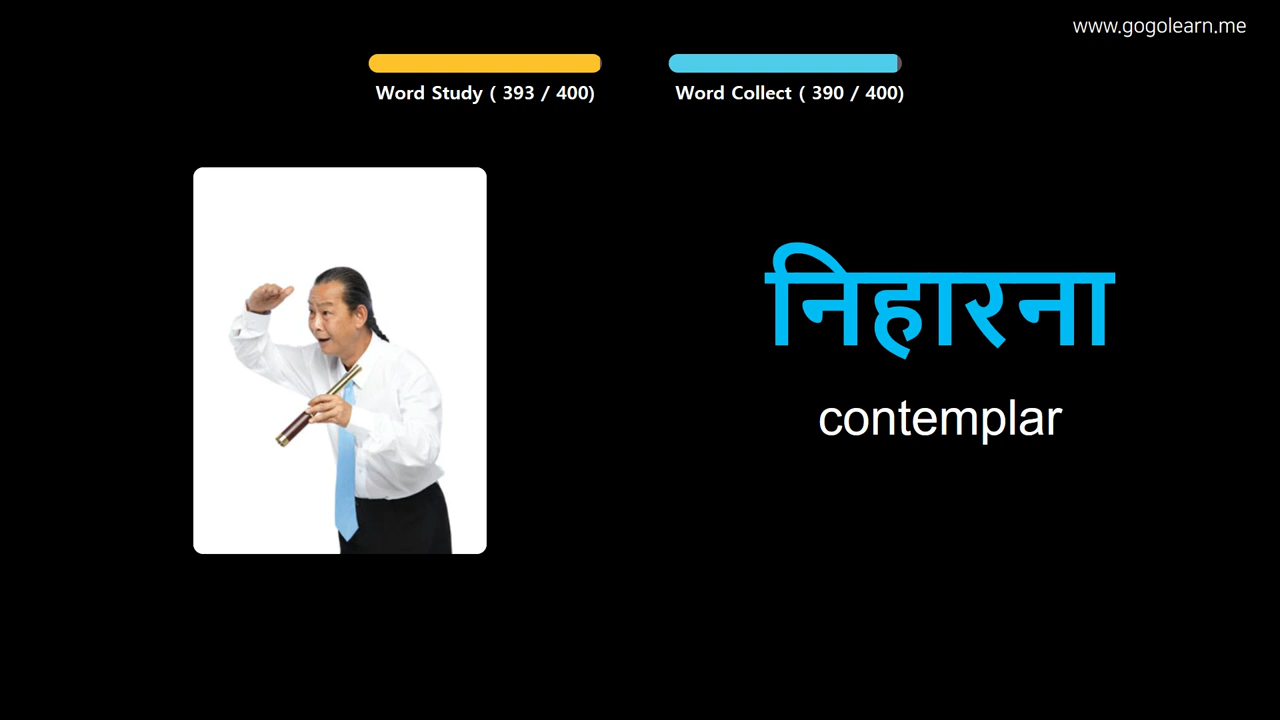 www.gogolearn.me
Word Study ( 393 / 400)
Word Collect ( 390 / 400)
निहारना
contemplar